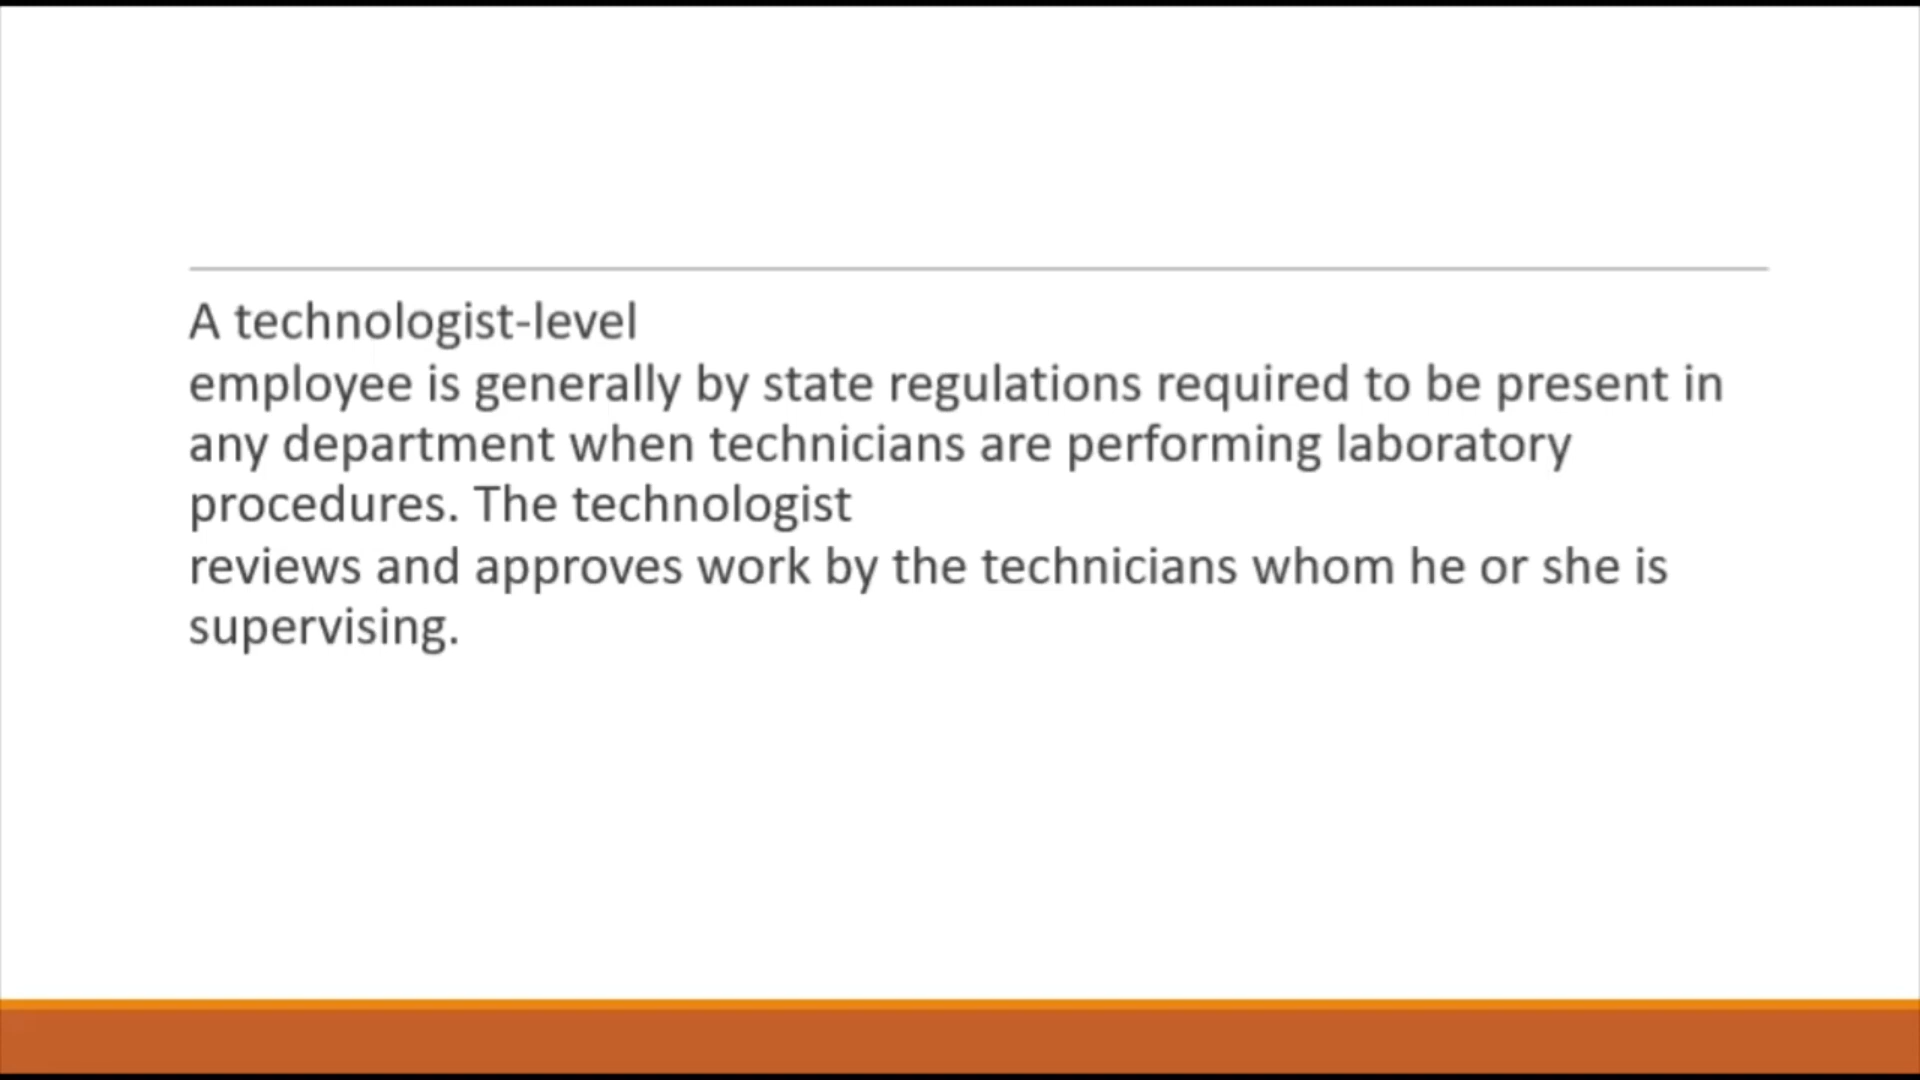 A technologist-level
employee is generally by state regulations required to be present in
any department when technicians are performing laboratory
procedures. The technologist
reviews and approves work by the technicians whom he or she is
supervising.